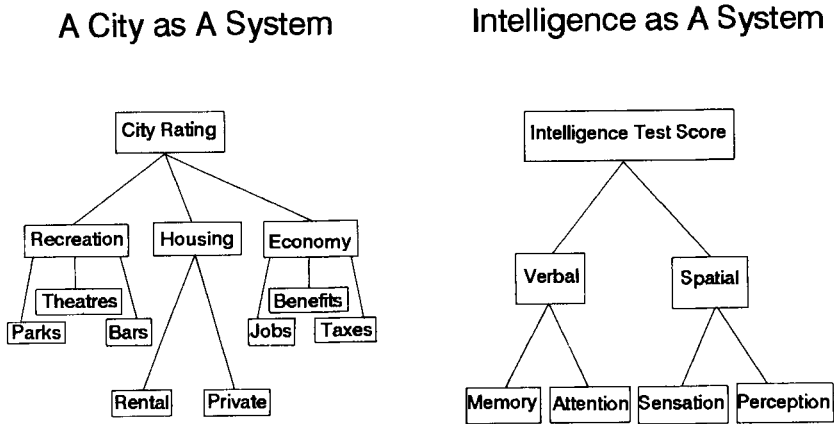 A City as A System
Intelligence as A System
City Rating
Intelligence Test Score
Recreation
Housing
Economy
Verbal
Spatial
Theatres
Benefits
Parks
Bars
Jobs
Taxes
Rental
Private
Memory
Attention
Sensation
Perception